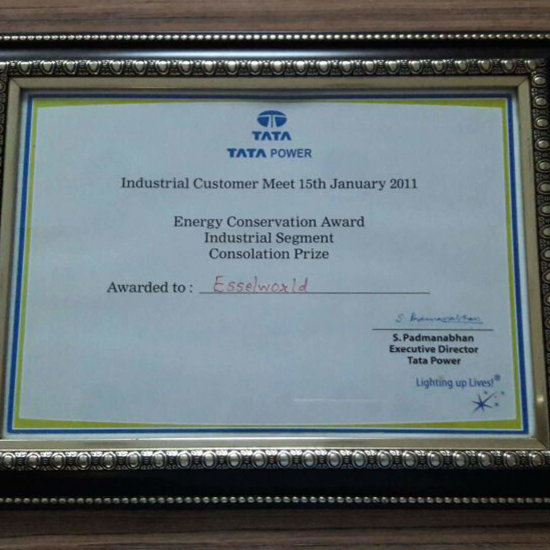 TATA
TATA POWER
Industrial Customer Meet 15th January 2011
Energy Conservation Award
Industrial Segment
Consolation Prize
Awarded to : Esselworld
S. Padmanabhan
S. Padmanabhan
Executive Director
Tata Power
Lighting up Lives!®